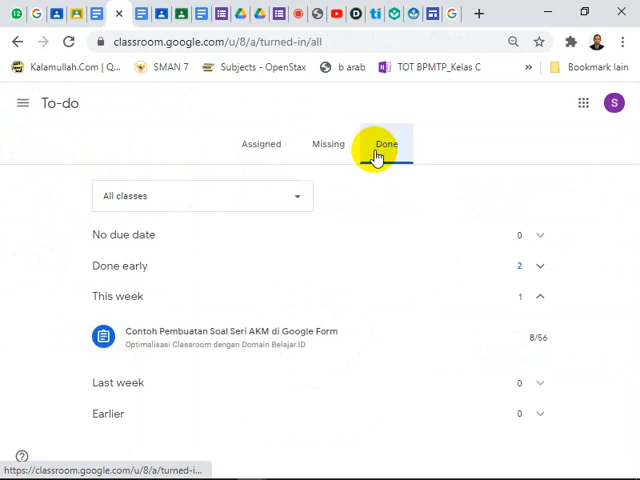 classroom.google.com/u/8/a/turned-in/all
Kalamullah.Com | Q... SMAN 7 Subjects - OpenStax b arab TOT BPMTP_Kelas C » Bookmark lain
To-do S
Assigned Missing Done
All classes
No due date 0
Done early 2
This week 1
Contoh Pembuatan Soal Seri AKM di Google Form 8/56
Optimalisasi Classroom dengan Domain Belajar.ID
Last week 0
Earlier 0
https://classroom.google.com/u/8/a/turned-i...